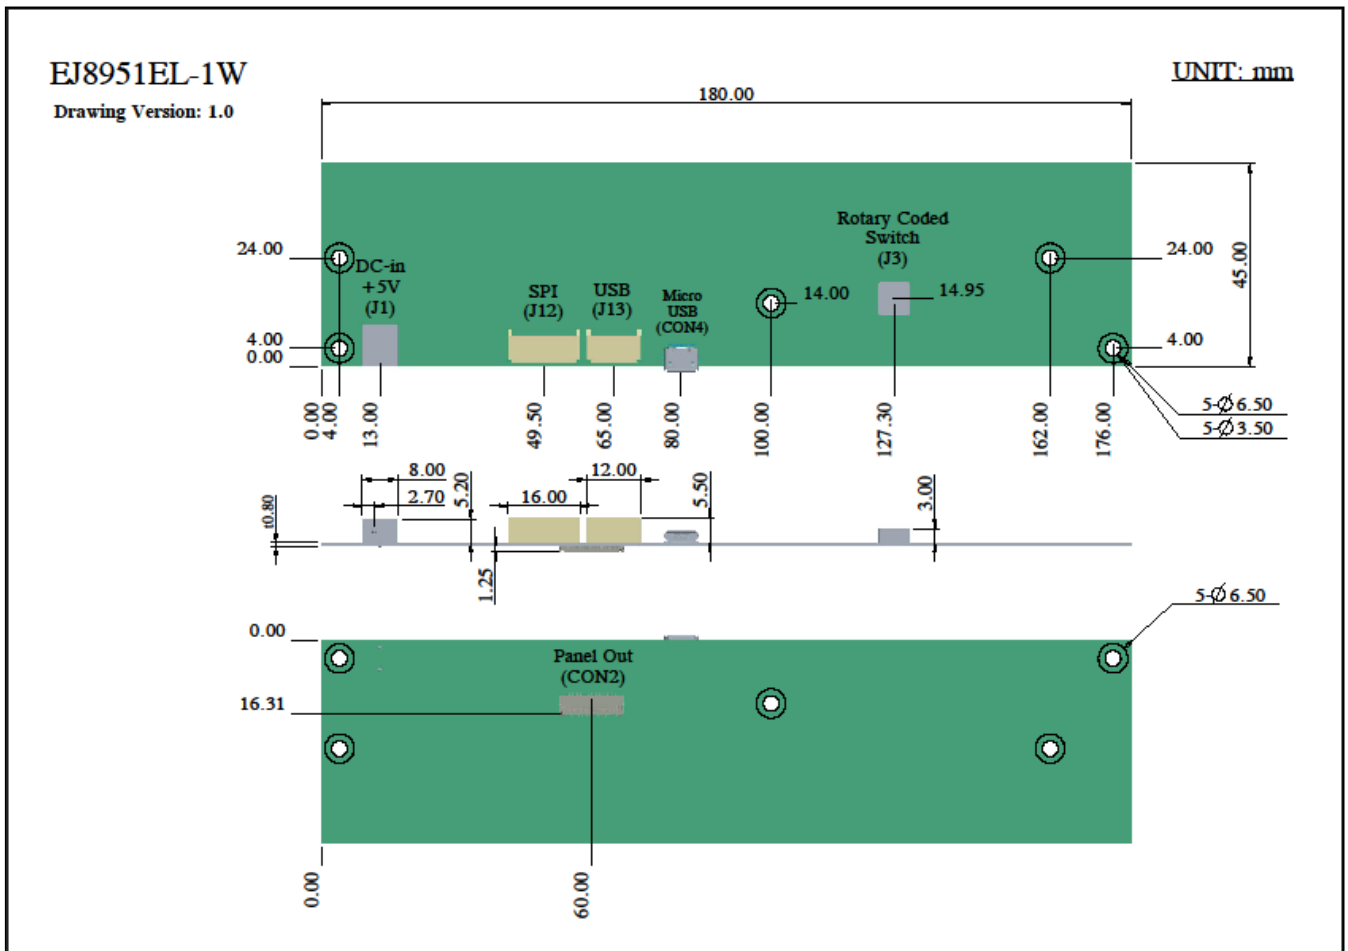 EJ8951EL-1W
UNIT: mm
Drawing Version: 1.0
180.00
Rotary Coded
Switch
(J3)
24.00
24.00
45.00
DC-in
+5V
(J1)
SPI
(J12)
USB
(J13)
Micro
USB
(CON4)
14.00
14.95
4.00
0.00
4.00
0.00
4.00
13.00
49.50
65.00
80.00
100.00
127.30
162.00
176.00
5-Ø 6.50
5-Ø 3.50
8.00
2.70
5.20
16.00
12.00
5.50
3.00
t0.80
1.25
5-Ø 6.50
0.00
Panel Out
(CON2)
16.31
0.00
60.00